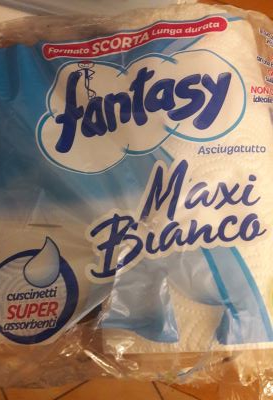 Formato SCORTA Lunga durata
fantasy
Asciugatutto
NON
ideale
Maxi
Bianco
cuscinetti
SUPER
assorbenti